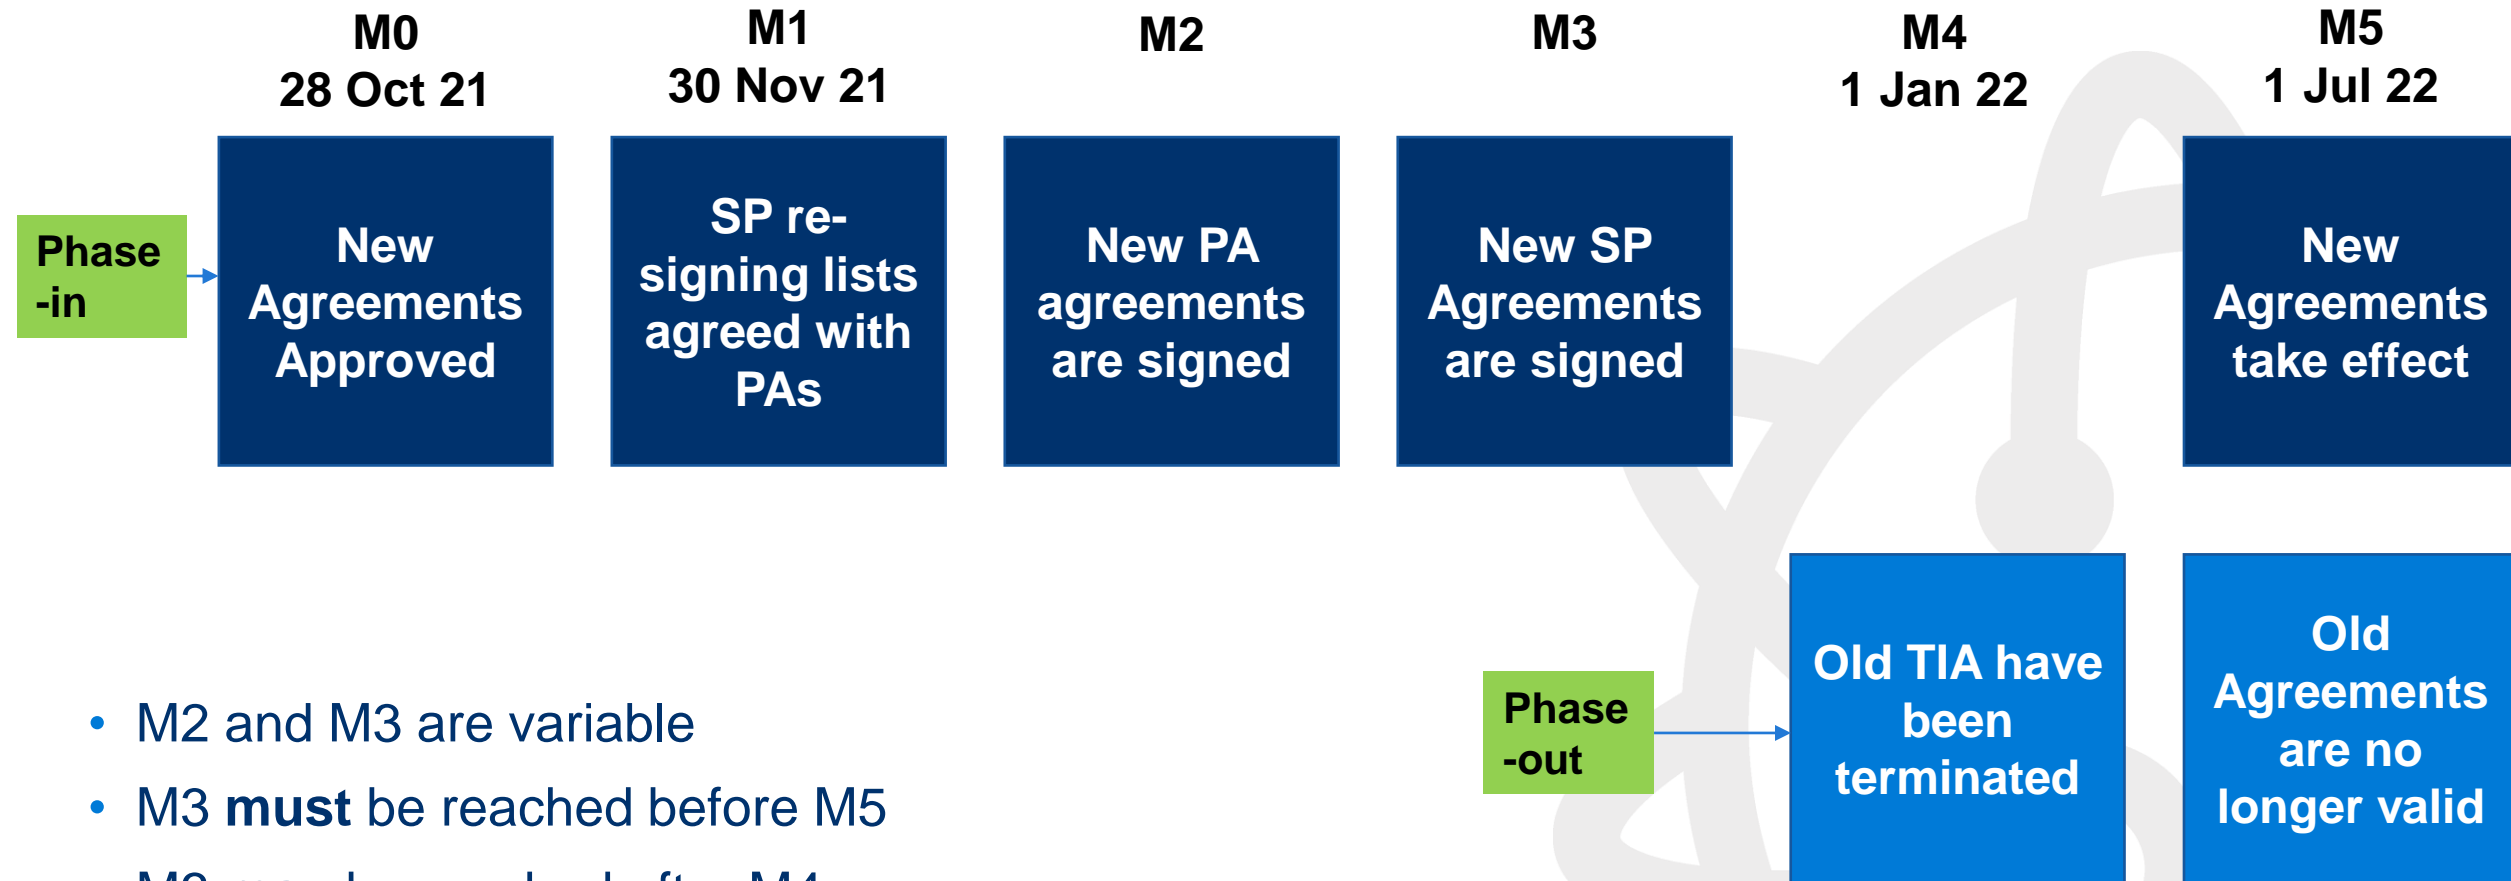 M0
28 Oct 21
M1
30 Nov 21
M2
M3
M4
1 Jan 22
M5
1 Jul 22
Phase
-in
New
Agreements
Approved
SP re-
signing lists
agreed with
PAs
New PA
agreements
are signed
New SP
Agreements
are signed
New
Agreements
take effect
Phase
-out
Old TIA have
been
terminated
Old
Agreements
are no
longer valid
• M2 and M3 are variable
• M3 must be reached before M5